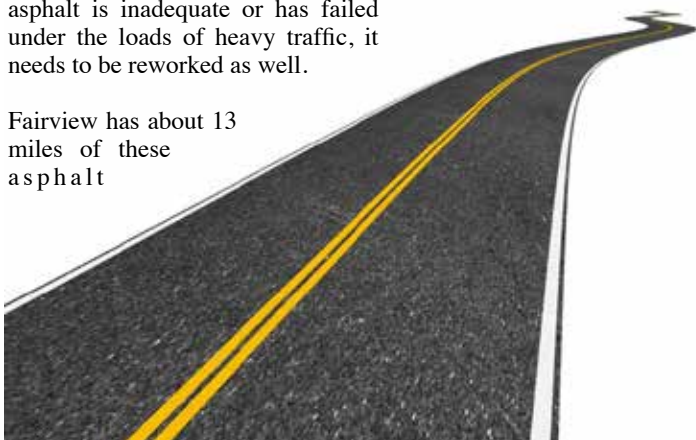 asphalt is inadequate or has failed
under the loads of heavy traffic, it
needs to be reworked as well.
Fairview has about 13
miles of these
asphalt